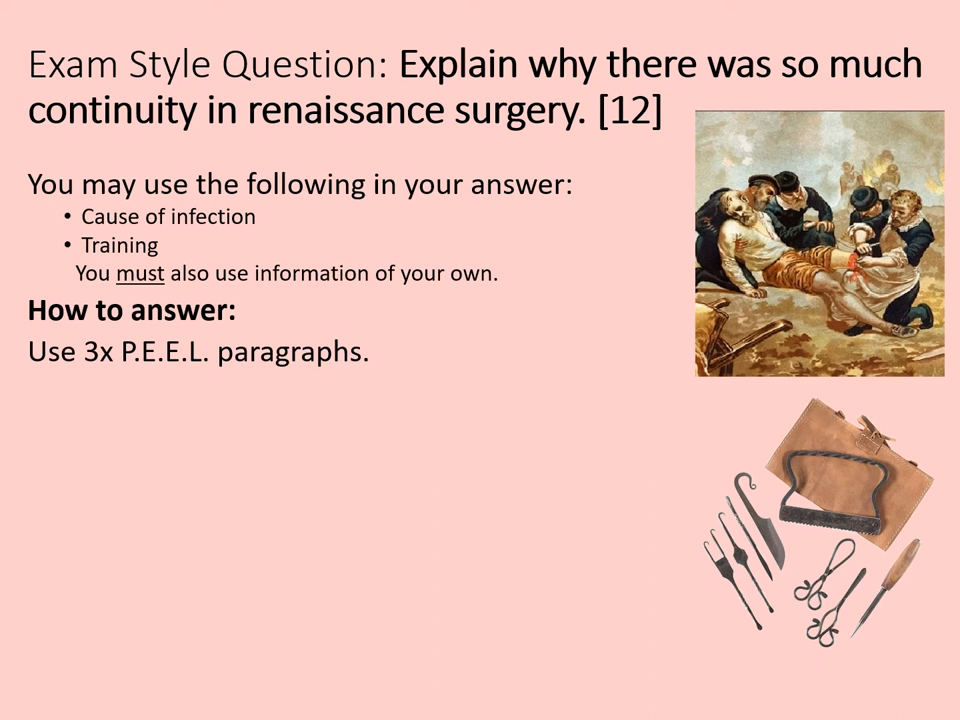 Exam Style Question: Explain why there was so much
continuity in renaissance surgery. [12]
You may use the following in your answer:
• Cause of infection
• Training
You must also use information of your own.
How to answer:
Use 3x P.E.E.L. paragraphs.